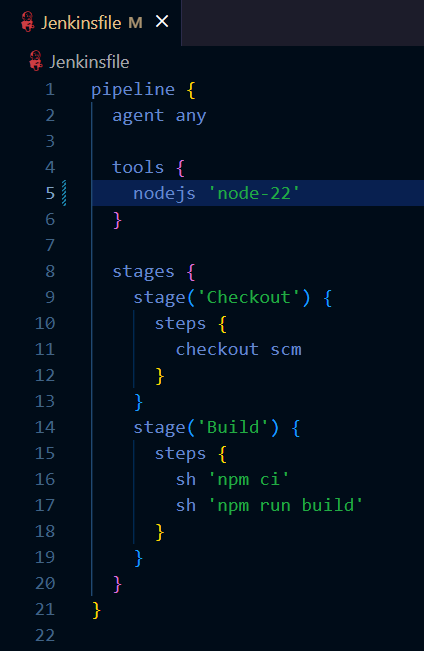 Jenkinsfile M ×
Jenkinsfile
1 pipeline {
2   agent any
3
4   tools {
5     nodejs 'node-22'
6   }
7
8   stages {
9     stage('Checkout') {
10       steps {
11         checkout scm
12       }
13     }
14     stage('Build') {
15       steps {
16         sh 'npm ci'
17         sh 'npm run build'
18       }
19     }
20   }
21 }
22